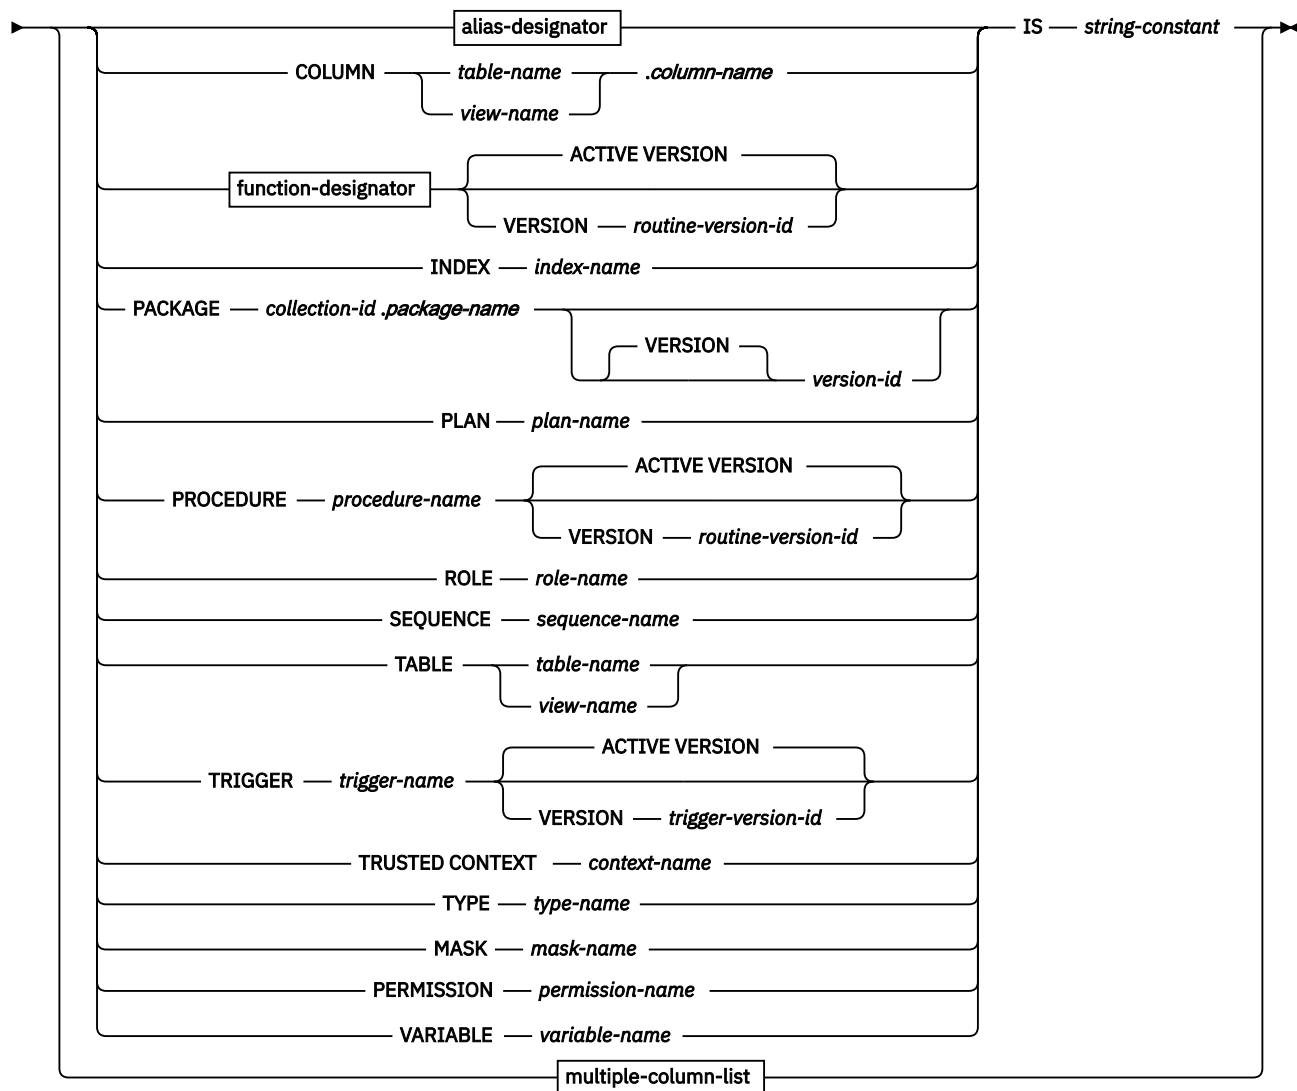 alias-designator IS string-constant
COLUMN table-name .column-name
view-name
ACTIVE VERSION
function-designator
VERSION routine-version-id
INDEX index-name
PACKAGE collection-id .package-name
VERSION
version-id
PLAN plan-name
ACTIVE VERSION
PROCEDURE procedure-name
VERSION routine-version-id
ROLE role-name
SEQUENCE sequence-name
TABLE table-name
view-name
ACTIVE VERSION
TRIGGER trigger-name
VERSION trigger-version-id
TRUSTED CONTEXT context-name
TYPE type-name
MASK mask-name
PERMISSION permission-name
VARIABLE variable-name
multiple-column-list